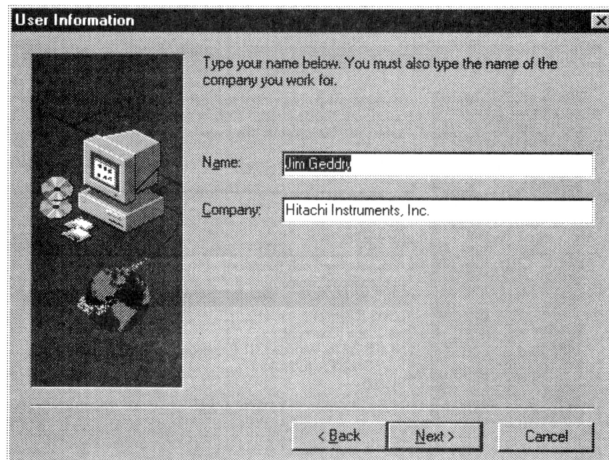 User Information
Type your name below. You must also type the name of the
company you work for.
Name: Jim Geddry
Company: Hitachi Instruments, Inc.
< Back Next > Cancel